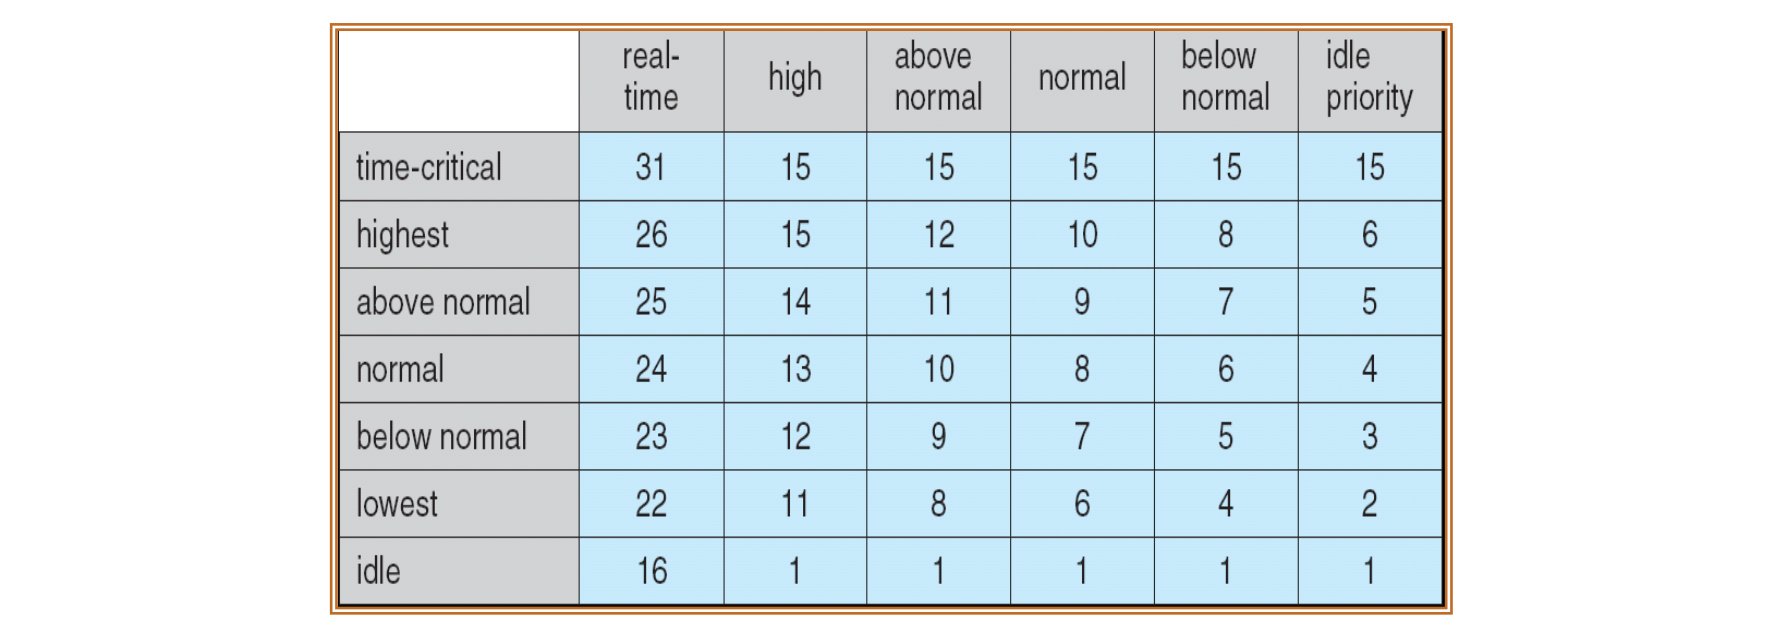 real-time high above normal normal below normal idle priority
time-critical 31 15 15 15 15 15
highest 26 15 12 10 8 6
above normal 25 14 11 9 7 5
normal 24 13 10 8 6 4
below normal 23 12 9 7 5 3
lowest 22 11 8 6 4 2
idle 16 1 1 1 1 1